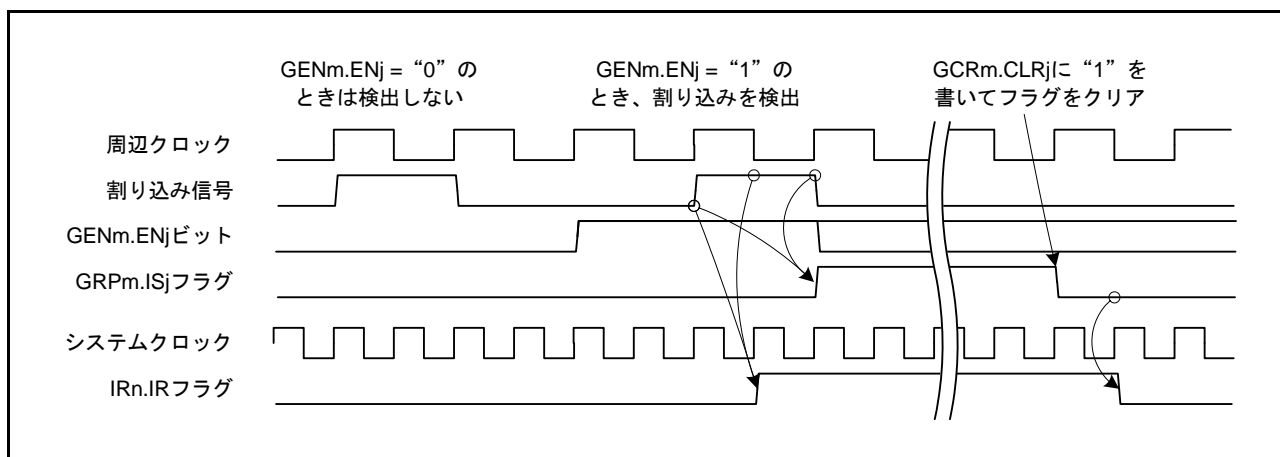 GENm.ENj = “0” の
ときは検出しない
GENm.ENj = “1” の
とき、割り込みを検出
GCRm.CLRjに “1” を
書いてフラグをクリア
周辺クロック
割り込み信号
GENm.ENjビット
GRPm.ISjフラグ
システムクロック
IRn.IRフラグ